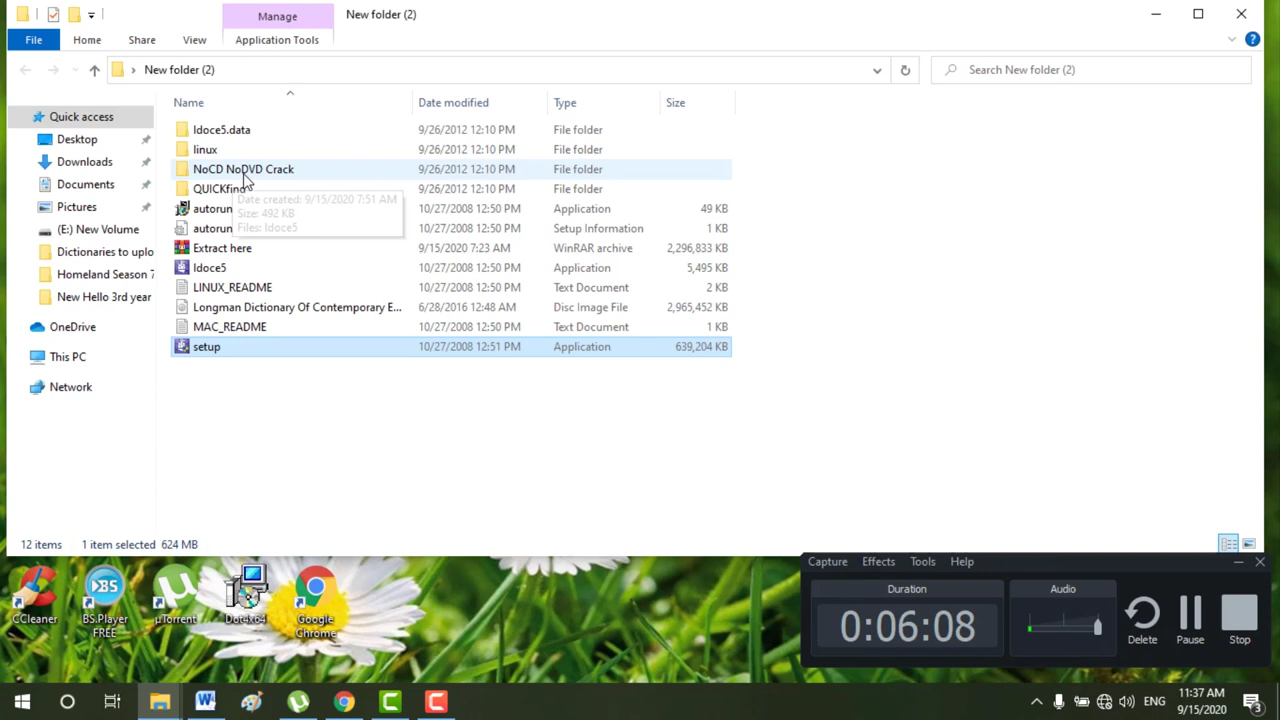 Manage
New folder (2)
File
Home
Share
View
Application Tools
New folder (2)
Search New folder (2)
Name
Date modified
Type
Size
Quick access
Desktop
Downloads
Documents
Pictures
(E:) New Volume
Dictionaries to uplo
Homeland Season 7
New Hello 3rd year
OneDrive
This PC
Network
ldoce5.data 9/26/2012 12:10 PM File folder
linux 9/26/2012 12:10 PM File folder
NoCD NoDVD Crack 9/26/2012 12:10 PM File folder
QUICKfind 9/26/2012 12:10 PM File folder
autorun 10/27/2008 12:50 PM Application 49 KB
autorun 10/27/2008 12:50 PM Setup Information 1 KB
Extract here 9/15/2020 7:23 AM WinRAR archive 2,296,833 KB
ldoce5 10/27/2008 12:50 PM Application 5,495 KB
LINUX_README 10/27/2008 12:50 PM Text Document 2 KB
Longman Dictionary Of Contemporary E... 6/28/2016 12:48 AM Disc Image File 2,965,452 KB
MAC_README 10/27/2008 12:50 PM Text Document 1 KB
setup 10/27/2008 12:51 PM Application 639,204 KB
Date created: 9/15/2020 7:51 AM
Size: 492 KB
Files: ldoce5
12 items 1 item selected 624 MB
CCleaner
BS.Player
FREE
µTorrent
Dot4x64
Google
Chrome
Capture Effects Tools Help
Duration
0:06:08
Audio
Delete
Pause
Stop
ENG
11:37 AM
9/15/2020
3